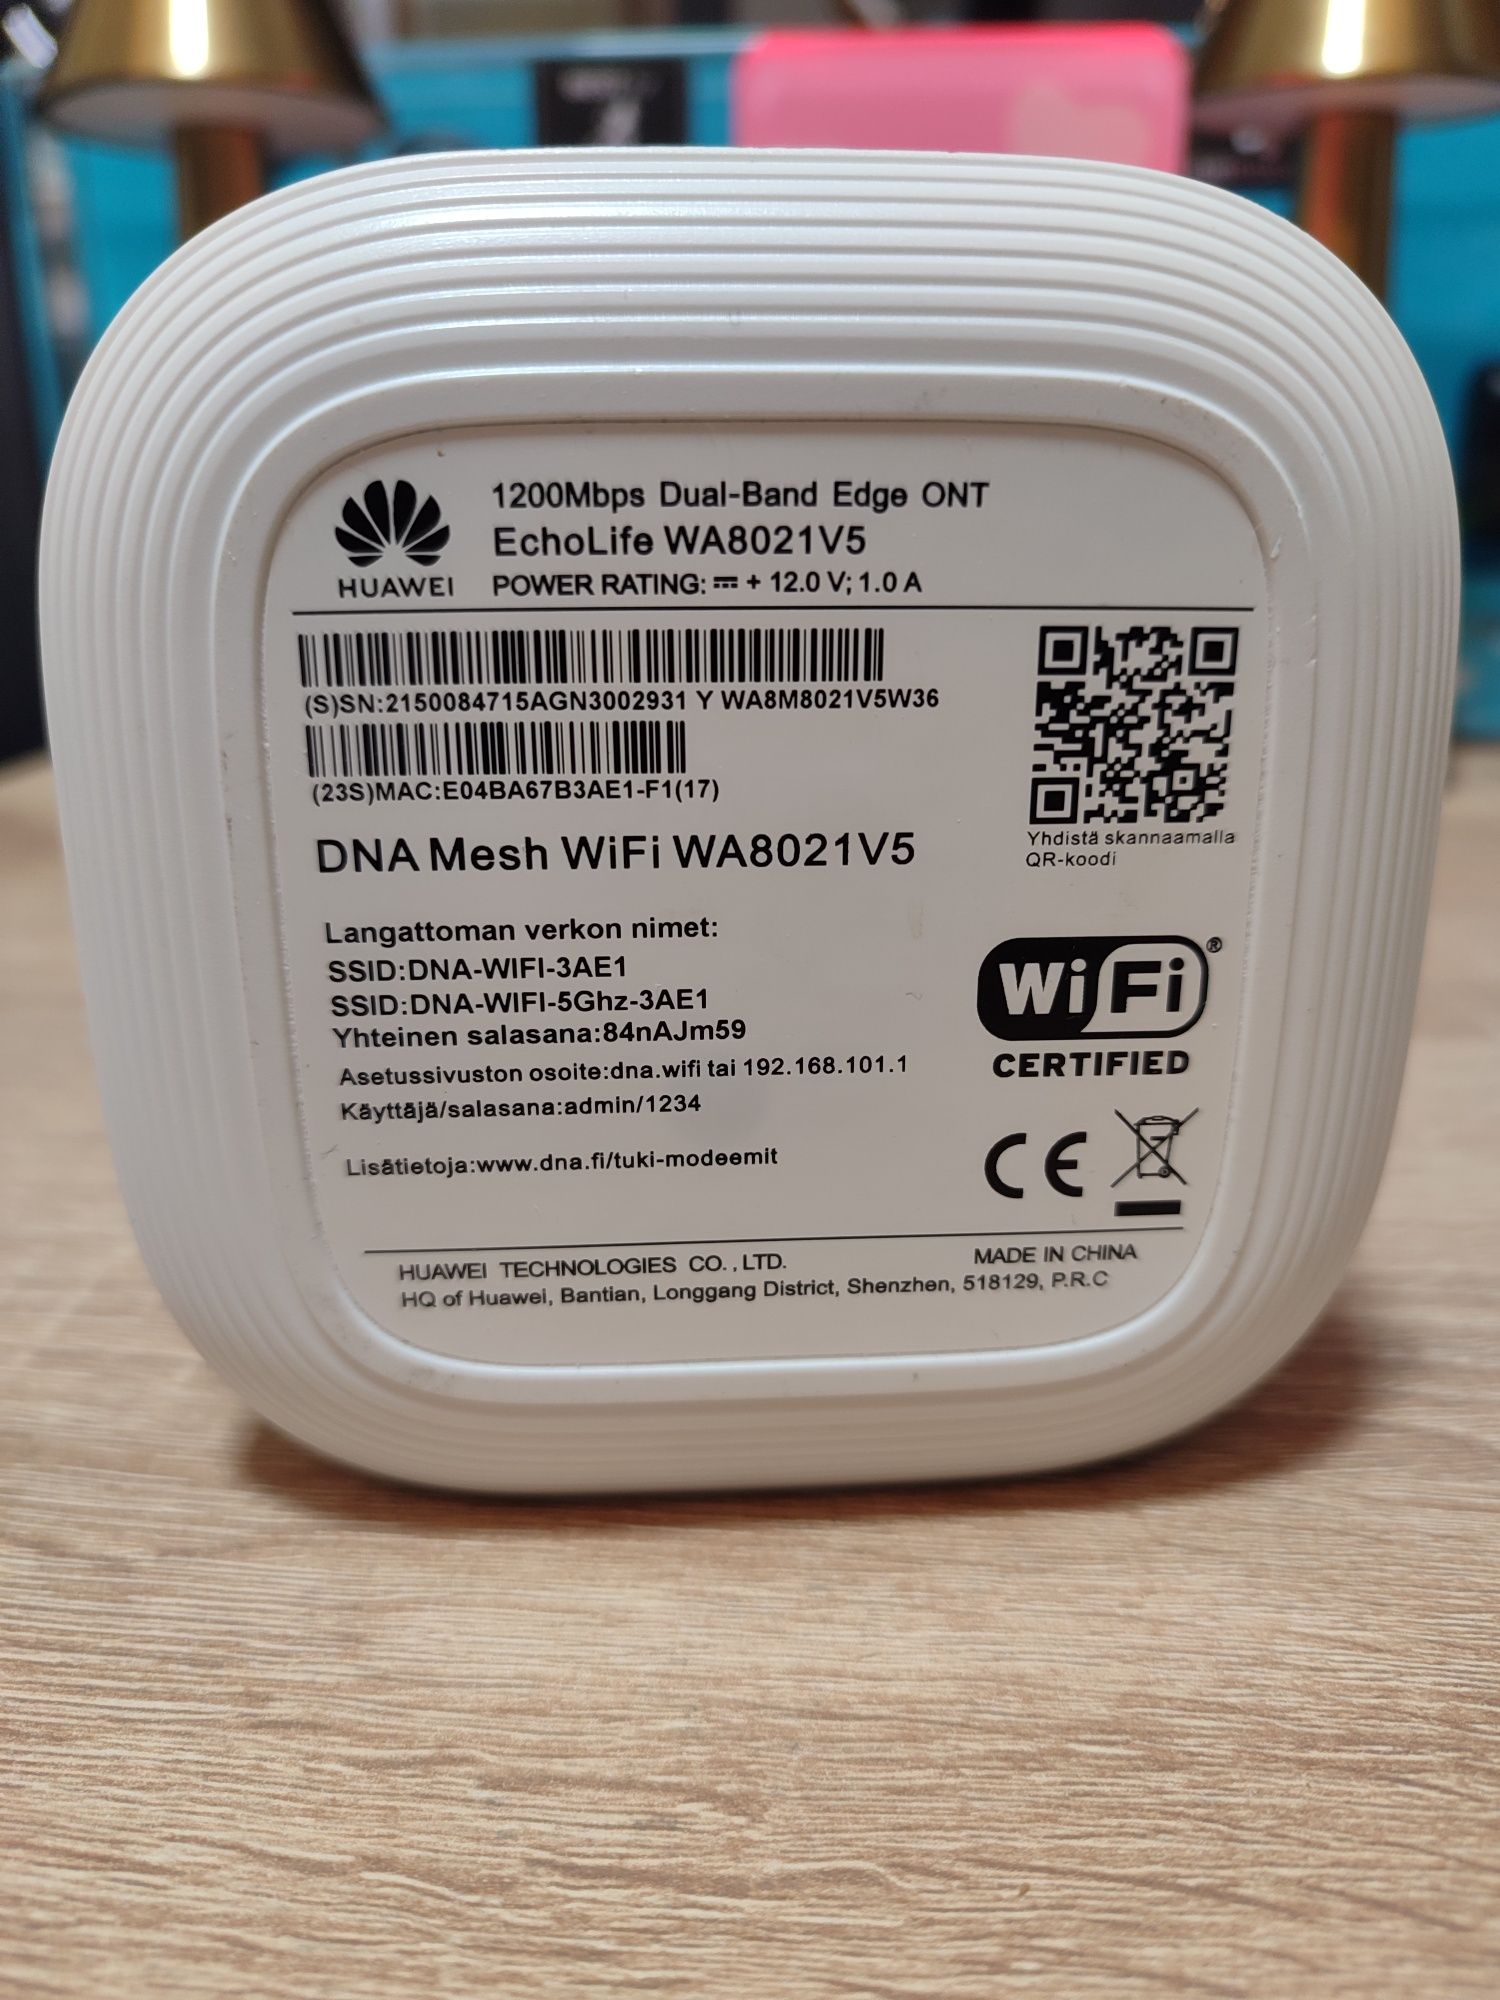 1200Mbps Dual-Band Edge ONT
EchoLife WA8021V5
HUAWEI
POWER RATING: ⎓ + 12.0 V; 1.0 A
(S)SN:2150084715AGN3002931 Y WA8M8021V5W36
(23S)MAC:E04BA67B3AE1-F1(17)
Yhdistä skannaamalla
QR-koodi
DNA Mesh WiFi WA8021V5
Langattoman verkon nimet:
SSID:DNA-WIFI-3AE1
SSID:DNA-WIFI-5Ghz-3AE1
Yhteinen salasana:84nAJm59
Asetussivuston osoite:dna.wifi tai 192.168.101.1
Käyttäjä/salasana:admin/1234
Lisätietoja:www.dna.fi/tuki-modeemit
WiFi®
CERTIFIED
CE
HUAWEI TECHNOLOGIES CO.,LTD.
MADE IN CHINA
HQ of Huawei, Bantian, Longgang District, Shenzhen, 518129, P.R.C